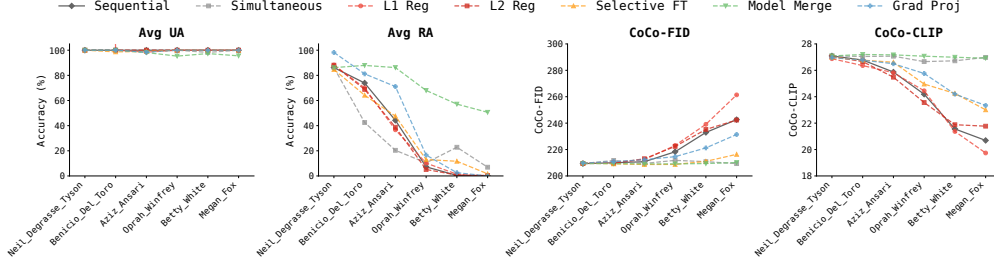 Sequential Simultaneous L1 Reg L2 Reg Selective FT Model Merge Grad Proj
Avg UA
Accuracy (%)
100
80
60
40
20
0
Neil_Degrasse_Tyson
Benicio_Del_Toro
Aziz_Ansari
Oprah_Winfrey
Betty_White
Megan_Fox
Avg RA
Accuracy (%)
100
80
60
40
20
0
Neil_Degrasse_Tyson
Benicio_Del_Toro
Aziz_Ansari
Oprah_Winfrey
Betty_White
Megan_Fox
CoCo-FID
CoCo-FID
300
280
260
240
220
200
Neil_Degrasse_Tyson
Benicio_Del_Toro
Aziz_Ansari
Oprah_Winfrey
Betty_White
Megan_Fox
CoCo-CLIP
CoCo-CLIP
28
26
24
22
20
18
Neil_Degrasse_Tyson
Benicio_Del_Toro
Aziz_Ansari
Oprah_Winfrey
Betty_White
Megan_Fox